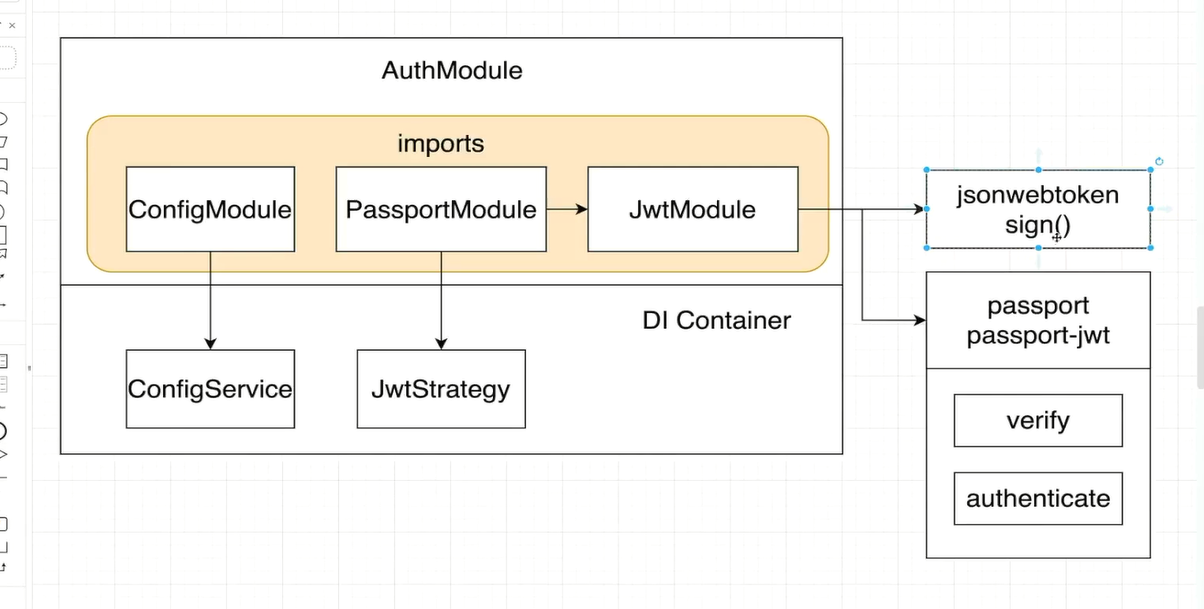 AuthModule
imports
ConfigModule
PassportModule
JwtModule
jsonwebtoken
sign()
DI Container
passport
passport-jwt
ConfigService
JwtStrategy
verify
authenticate